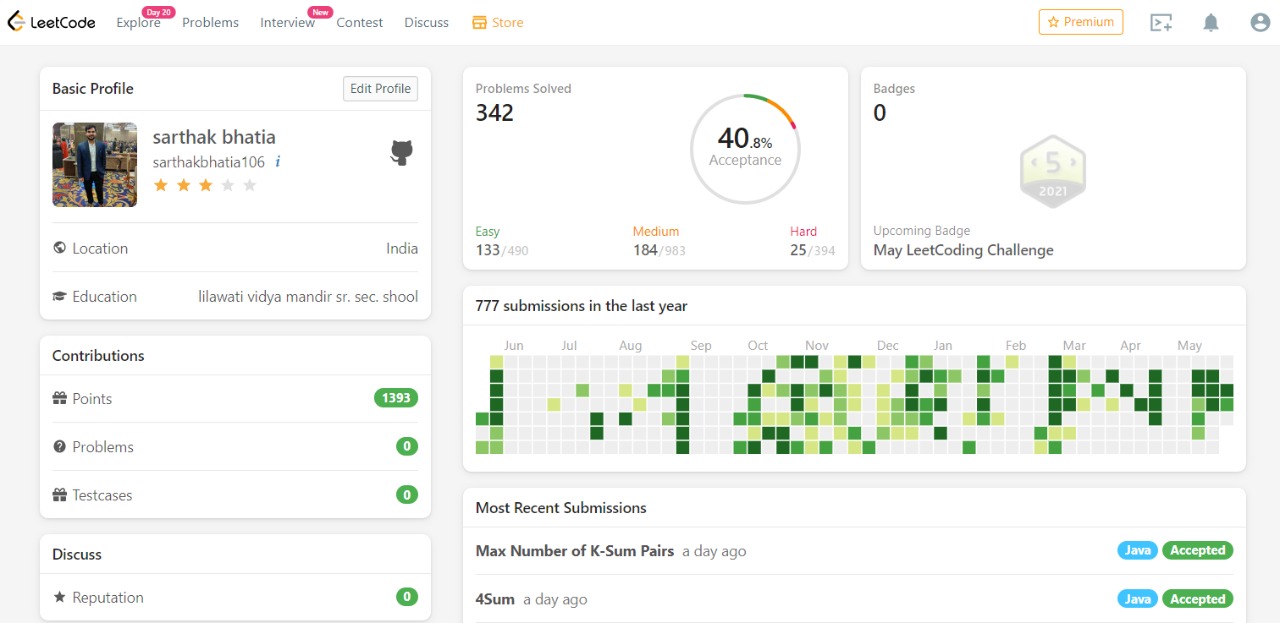 LeetCode
Explore
Day 20
Problems
Interview
New
Contest
Discuss
Store
Premium
Basic Profile
Edit Profile
sarthak bhatia
sarthakbhatia106 i
Location
India
Education
lilawati vidya mandir sr. sec. shool
Contributions
Points
1393
Problems
0
Testcases
0
Discuss
Reputation
0
Problems Solved
342
40.8%
Acceptance
Easy
133/490
Medium
184/983
Hard
25/394
Badges
0
5
2021
Upcoming Badge
May LeetCoding Challenge
777 submissions in the last year
Jun Jul Aug Sep Oct Nov Dec Jan Feb Mar Apr May
Most Recent Submissions
Max Number of K-Sum Pairs a day ago
Java Accepted
4Sum a day ago
Java Accepted